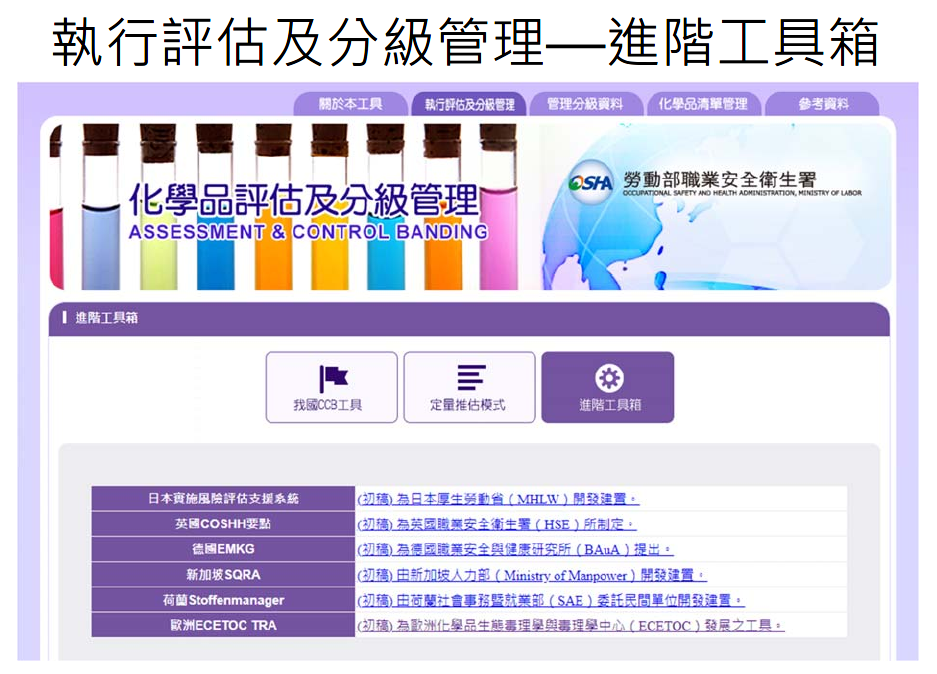 執行評估及分級管理—進階工具箱
關於本工具 執行評估及分級管理 管理分級資料 化學品清單管理 參考資料
化學品評估及分級管理
ASSESSMENT & CONTROL BANDING
OSHA 勞動部職業安全衛生署
OCCUPATIONAL SAFETY AND HEALTH ADMINISTRATION, MINISTRY OF LABOR
進階工具箱
我國CCB工具 定量推估模式 進階工具箱
日本實施風險評估支援系統 (初稿) 為日本厚生勞動省（MHLW）開發建置。
英國COSHH要點 (初稿) 為英國職業安全衛生署（HSE）所制定。
德國EMKG (初稿) 為德國職業安全與健康研究所（BAuA）提出。
新加坡SQRA (初稿) 由新加坡人力部（Ministry of Manpower）開發建置。
荷蘭Stoffenmanager (初稿) 由荷蘭社會事務暨就業部（SAE）委託民間單位開發建置。
歐洲ECETOC TRA (初稿) 為歐洲化學品生態毒理學與毒理學中心（ECETOC）發展之工具。